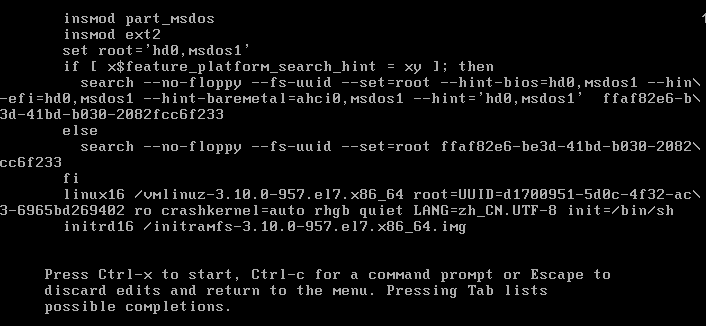 insmod part_msdos
insmod ext2
set root='hd0,msdos1'
if [ x$feature_platform_search_hint = xy ]; then
search --no-floppy --fs-uuid --set=root --hint-bios=hd0,msdos1 --hin\
-efi=hd0,msdos1 --hint-baremetal=ahci0,msdos1 --hint='hd0,msdos1'  ffaf82e6-b\
3d-41bd-b030-2082fcc6f233
else
search --no-floppy --fs-uuid --set=root ffaf82e6-be3d-41bd-b030-2082\
cc6f233
fi
linux16 /vmlinuz-3.10.0-957.el7.x86_64 root=UUID=d1700951-5d0c-4f32-ac\
3-6965bd269402 ro crashkernel=auto rhgb quiet LANG=zh_CN.UTF-8 init=/bin/sh
initrd16 /initramfs-3.10.0-957.el7.x86_64.img
Press Ctrl-x to start, Ctrl-c for a command prompt or Escape to
discard edits and return to the menu. Pressing Tab lists
possible completions.